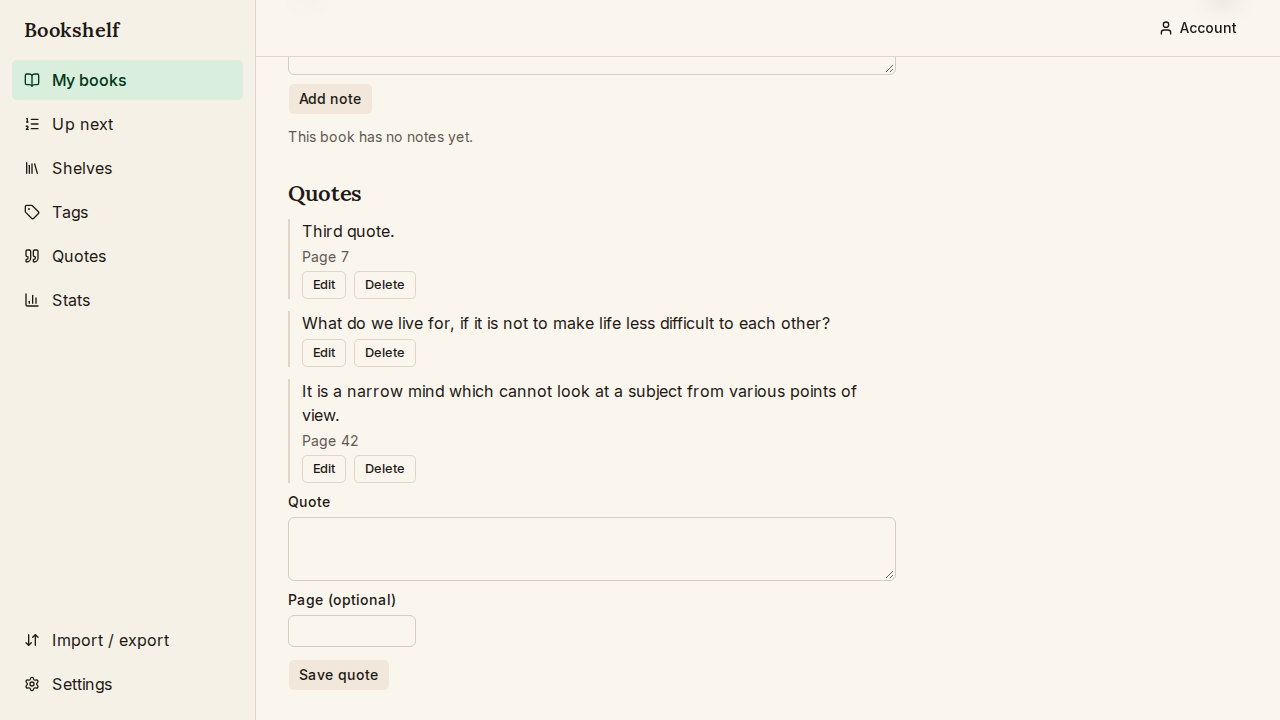 Bookshelf
My books
Up next
Shelves
Tags
Quotes
Stats
Import / export
Settings
Account
Add note
This book has no notes yet.
Quotes
Third quote.
Page 7
Edit
Delete
What do we live for, if it is not to make life less difficult to each other?
Edit
Delete
It is a narrow mind which cannot look at a subject from various points of
view.
Page 42
Edit
Delete
Quote
Page (optional)
Save quote